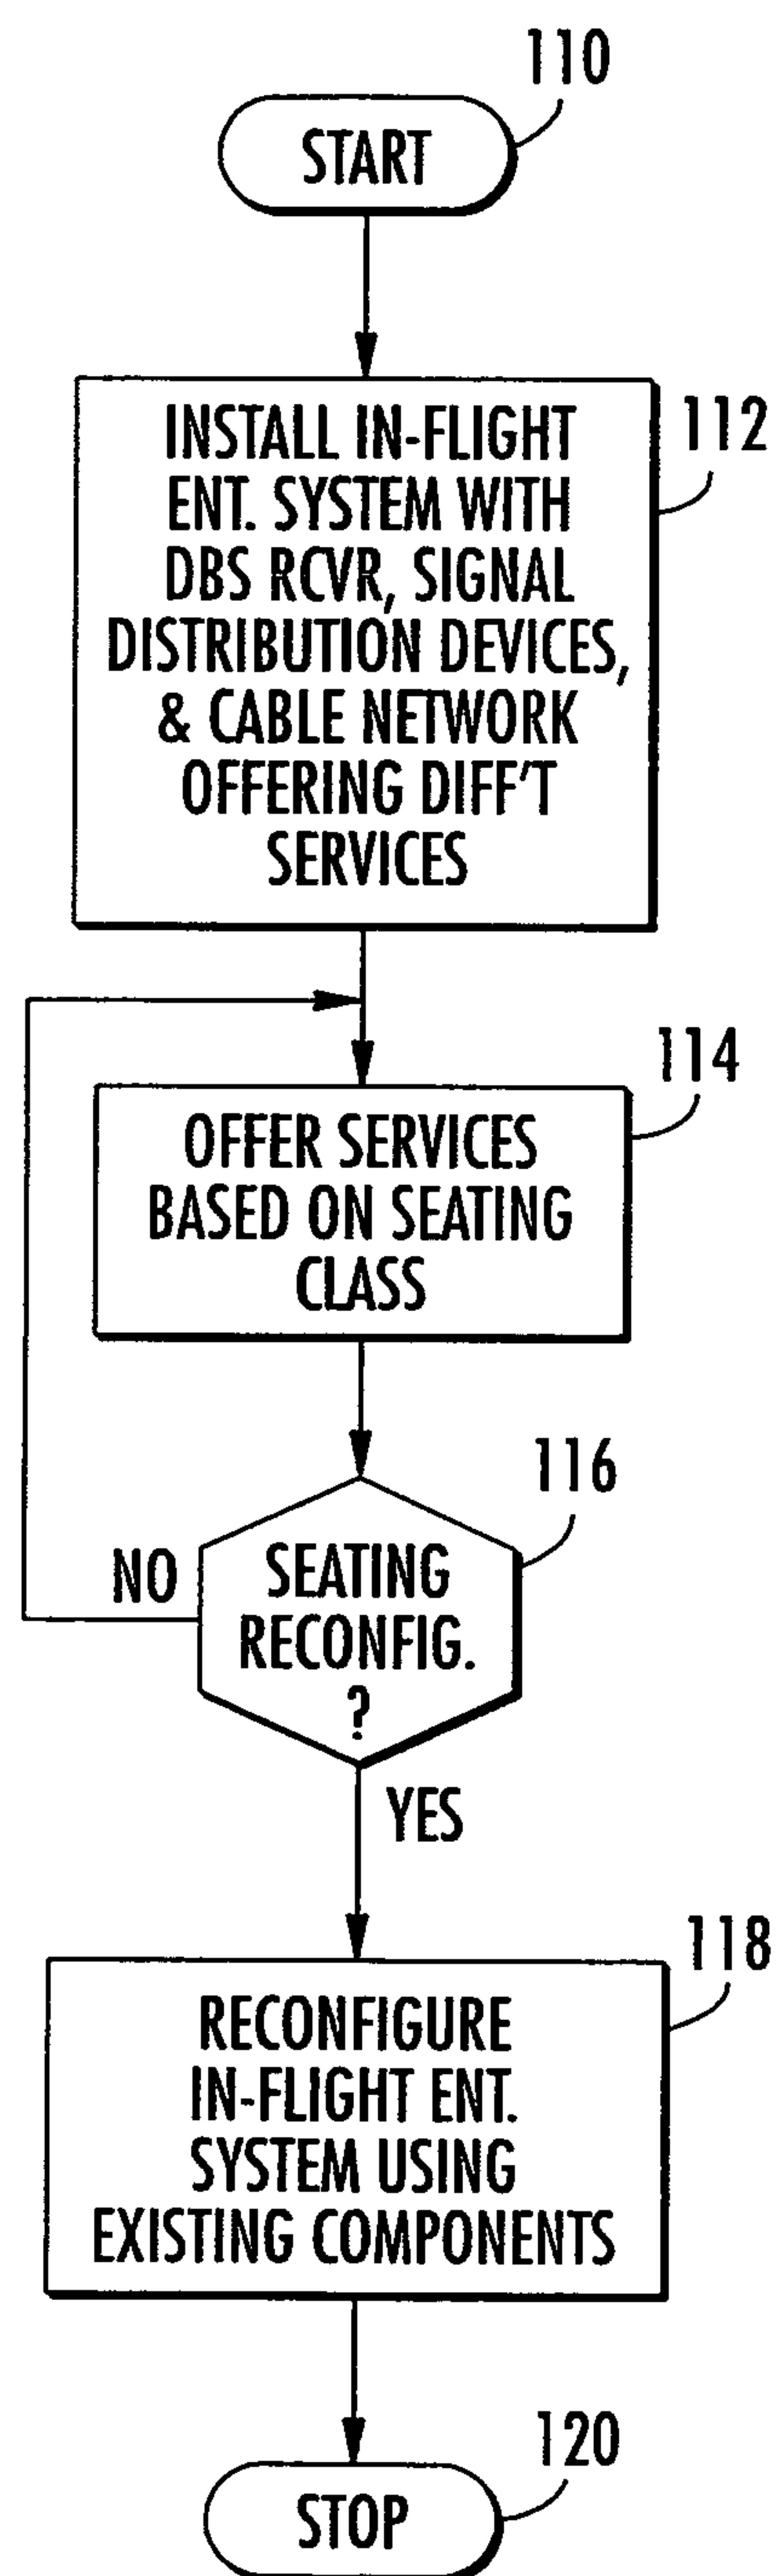 110
START
112
INSTALL IN-FLIGHT
ENT. SYSTEM WITH
DBS RCVR, SIGNAL
DISTRIBUTION DEVICES,
& CABLE NETWORK
OFFERING DIFF'T
SERVICES
114
OFFER SERVICES
BASED ON SEATING
CLASS
116
NO
SEATING
RECONFIG.
?
YES
118
RECONFIGURE
IN-FLIGHT ENT.
SYSTEM USING
EXISTING COMPONENTS
120
STOP